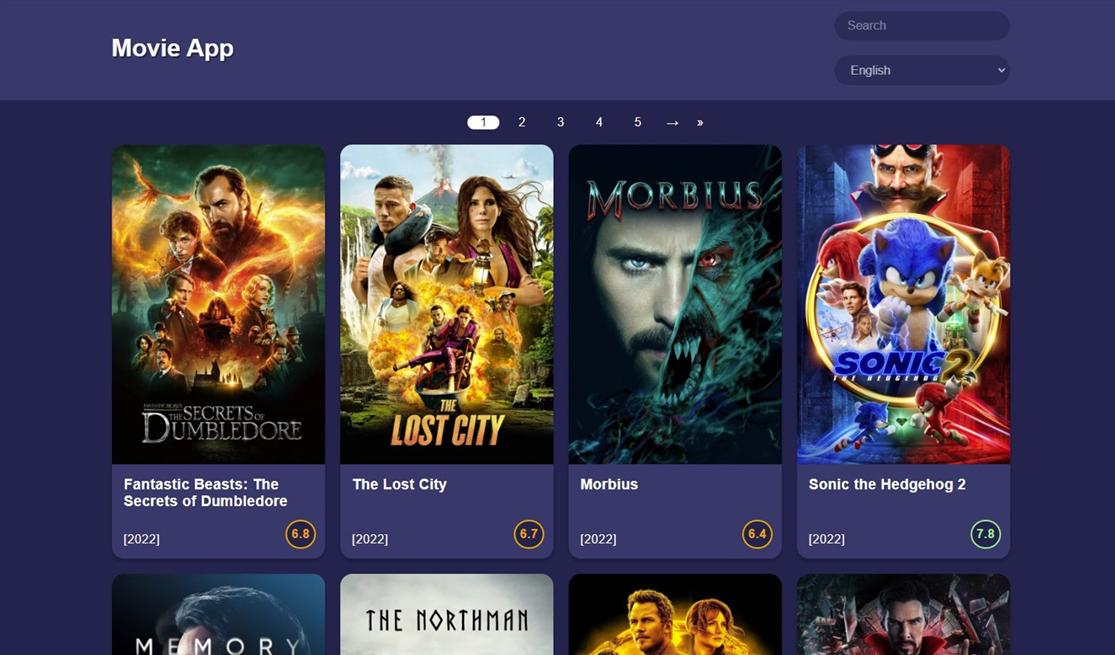 Movie App
Search
English
1 2 3 4 5 → »
FANTASTIC BEASTS
THE SECRETS OF
DUMBLEDORE
THE
LOST CITY
MORBIUS
SONIC 2
THE HEDGEHOG
Fantastic Beasts: The
Secrets of Dumbledore
[2022]
6.8
The Lost City
[2022]
6.7
Morbius
[2022]
6.4
Sonic the Hedgehog 2
[2022]
7.8
MEMORY
THE NORTHMAN